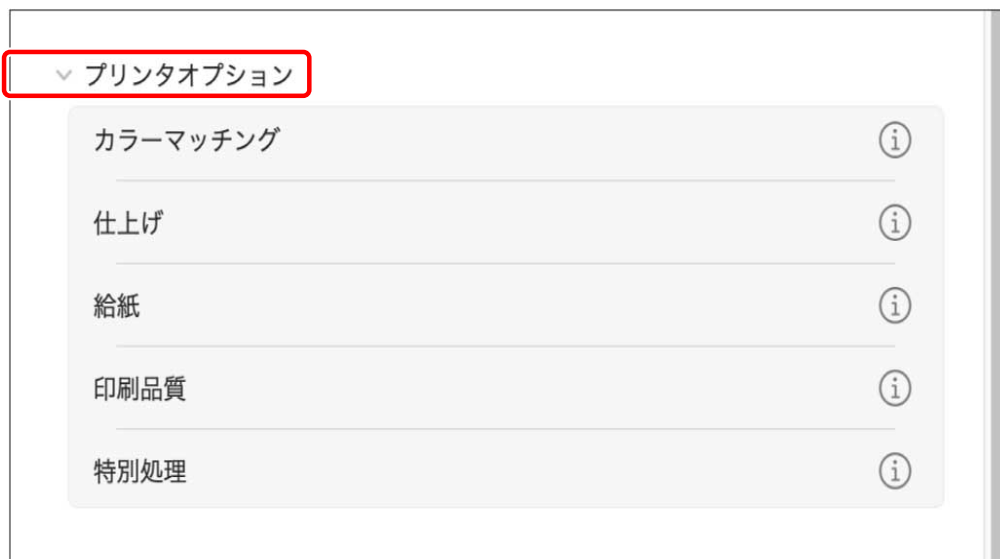 プリンタオプション
カラーマッチング
仕上げ
給紙
印刷品質
特別処理